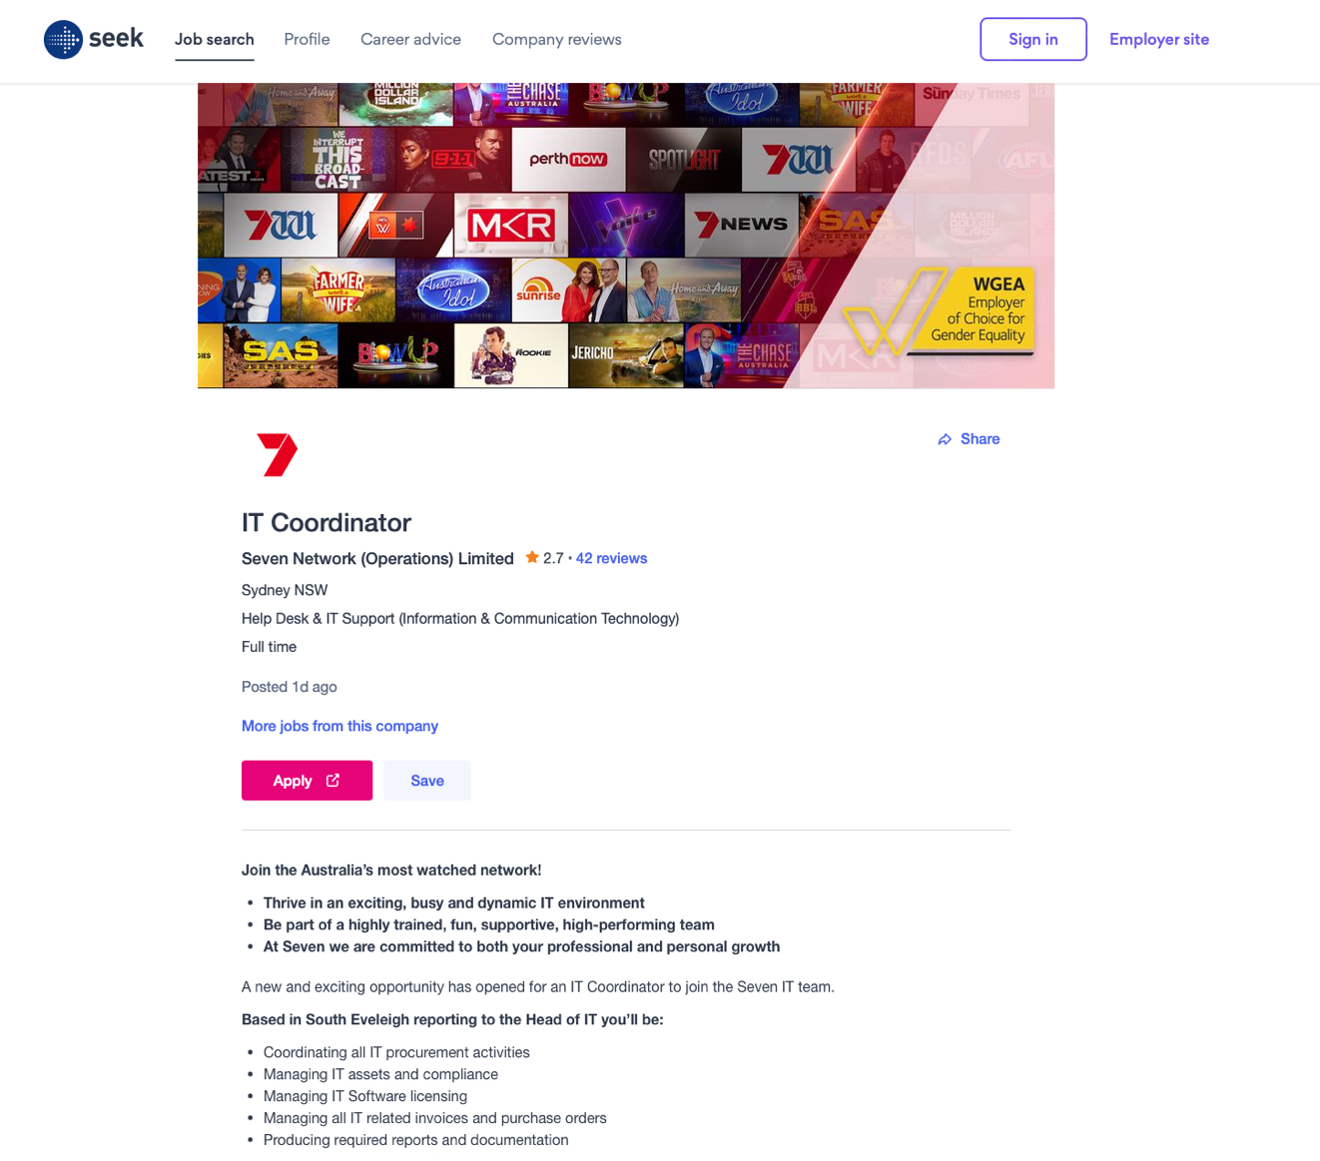 seek
Job search
Profile
Career advice
Company reviews
Sign in
Employer site
Home and Away
MILLION
DOLLAR
ISLAND
THE CHASE
AUSTRALIA
BLOW UP
Australian
Idol
FARMER
WIFE
Sunday Times
LATEST
WE
INTERRUPT
THIS
BROAD-
CAST
9-1-1
perthnow
SPOTLIGHT
7
RFDS
AFL
7
MKR
Voice
7NEWS
SAS
MILLION
DOLLAR
ISLAND
FARMER
WANTS A
WIFE
Australian
Idol
sunrise
Home and Away
BBL
WGEA
Employer
of Choice for
Gender Equality
SAS
BLOW UP
THE ROOKIE
JERICHO
THE CHASE
AUSTRALIA
MKR
Share
IT Coordinator
Seven Network (Operations) Limited 2.7 • 42 reviews
Sydney NSW
Help Desk & IT Support (Information & Communication Technology)
Full time
Posted 1d ago
More jobs from this company
Apply
Save
Join the Australia’s most watched network!
• Thrive in an exciting, busy and dynamic IT environment
• Be part of a highly trained, fun, supportive, high-performing team
• At Seven we are committed to both your professional and personal growth
A new and exciting opportunity has opened for an IT Coordinator to join the Seven IT team.
Based in South Eveleigh reporting to the Head of IT you’ll be:
• Coordinating all IT procurement activities
• Managing IT assets and compliance
• Managing IT Software licensing
• Managing all IT related invoices and purchase orders
• Producing required reports and documentation